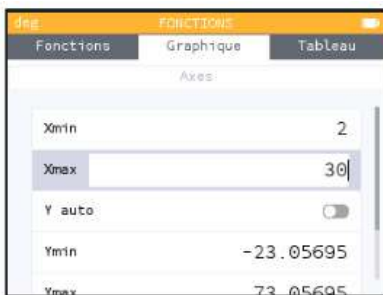 deg FONCTIONS
Fonctions Graphique Tableau
Axes
Xmin 2
Xmax 30
Y auto
Ymin -23.05695
Ymax 73.05695